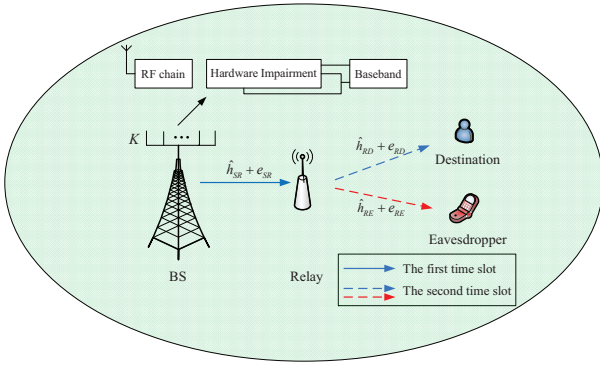 RF chain
Hardware Impairment
Baseband
K
ĥ_SR + e_SR
ĥ_RD + e_RD
Destination
ĥ_RE + e_RE
Eavesdropper
BS
Relay
The first time slot
The second time slot